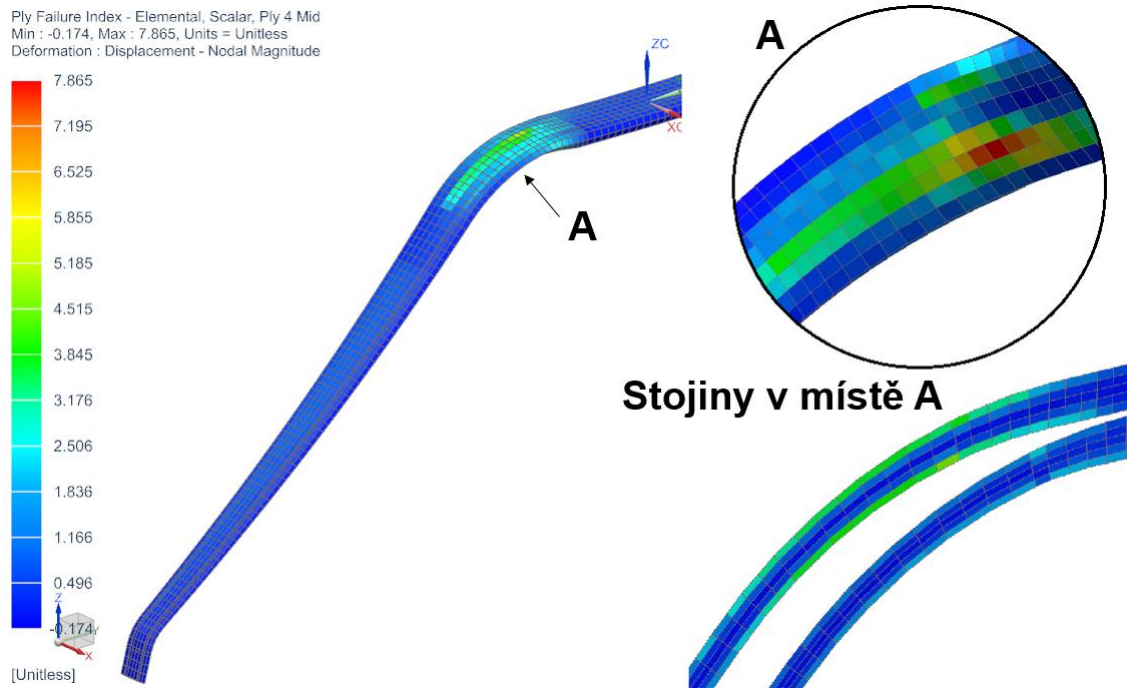 Ply Failure Index - Elemental, Scalar, Ply 4 Mid
Min : -0.174, Max : 7.865, Units = Unitless
Deformation : Displacement - Nodal Magnitude
7.865
7.195
6.525
5.855
5.185
4.515
3.845
3.176
2.506
1.836
1.166
0.496
-0.174
[Unitless]
ZC
A
A
Stojiny v místě A
Z
Y
X